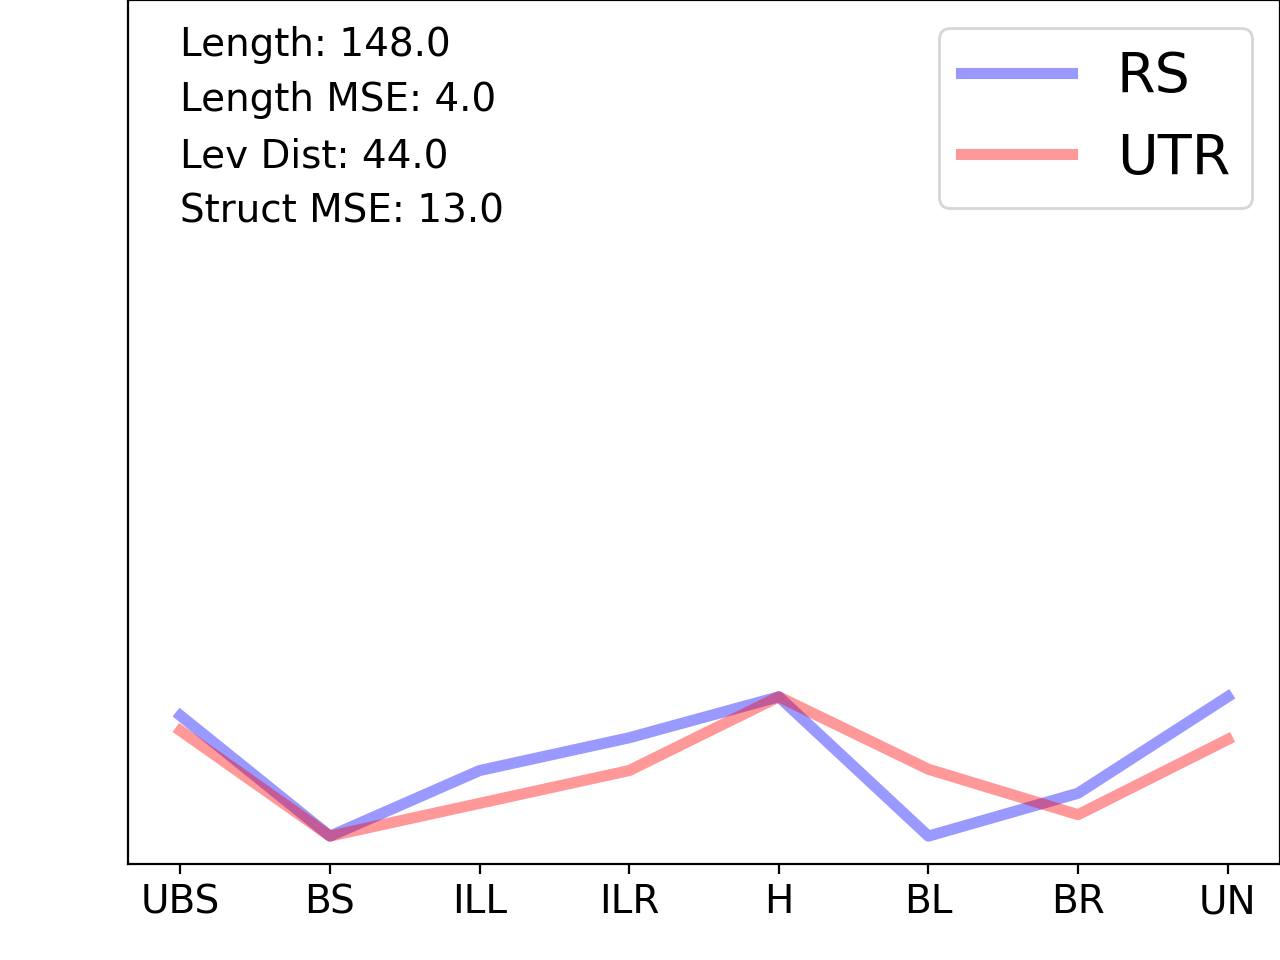 Length: 148.0
Length MSE: 4.0
Lev Dist: 44.0
Struct MSE: 13.0
RS
UTR
UBS BS ILL ILR H BL BR UN